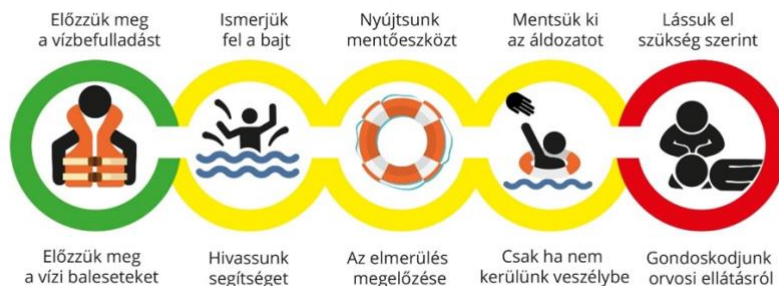 Előzzük meg
a vízbefulladást
Ismerjük
fel a bajt
Nyújtsunk
mentőeszközt
Mentsük ki
az áldozatot
Lássuk el
szükség szerint
Előzzük meg
a vízi baleseteket
Hivassunk
segítséget
Az elmerülés
megelőzése
Csak ha nem
kerülünk veszélybe
Gondoskodjunk
orvosi ellátásról